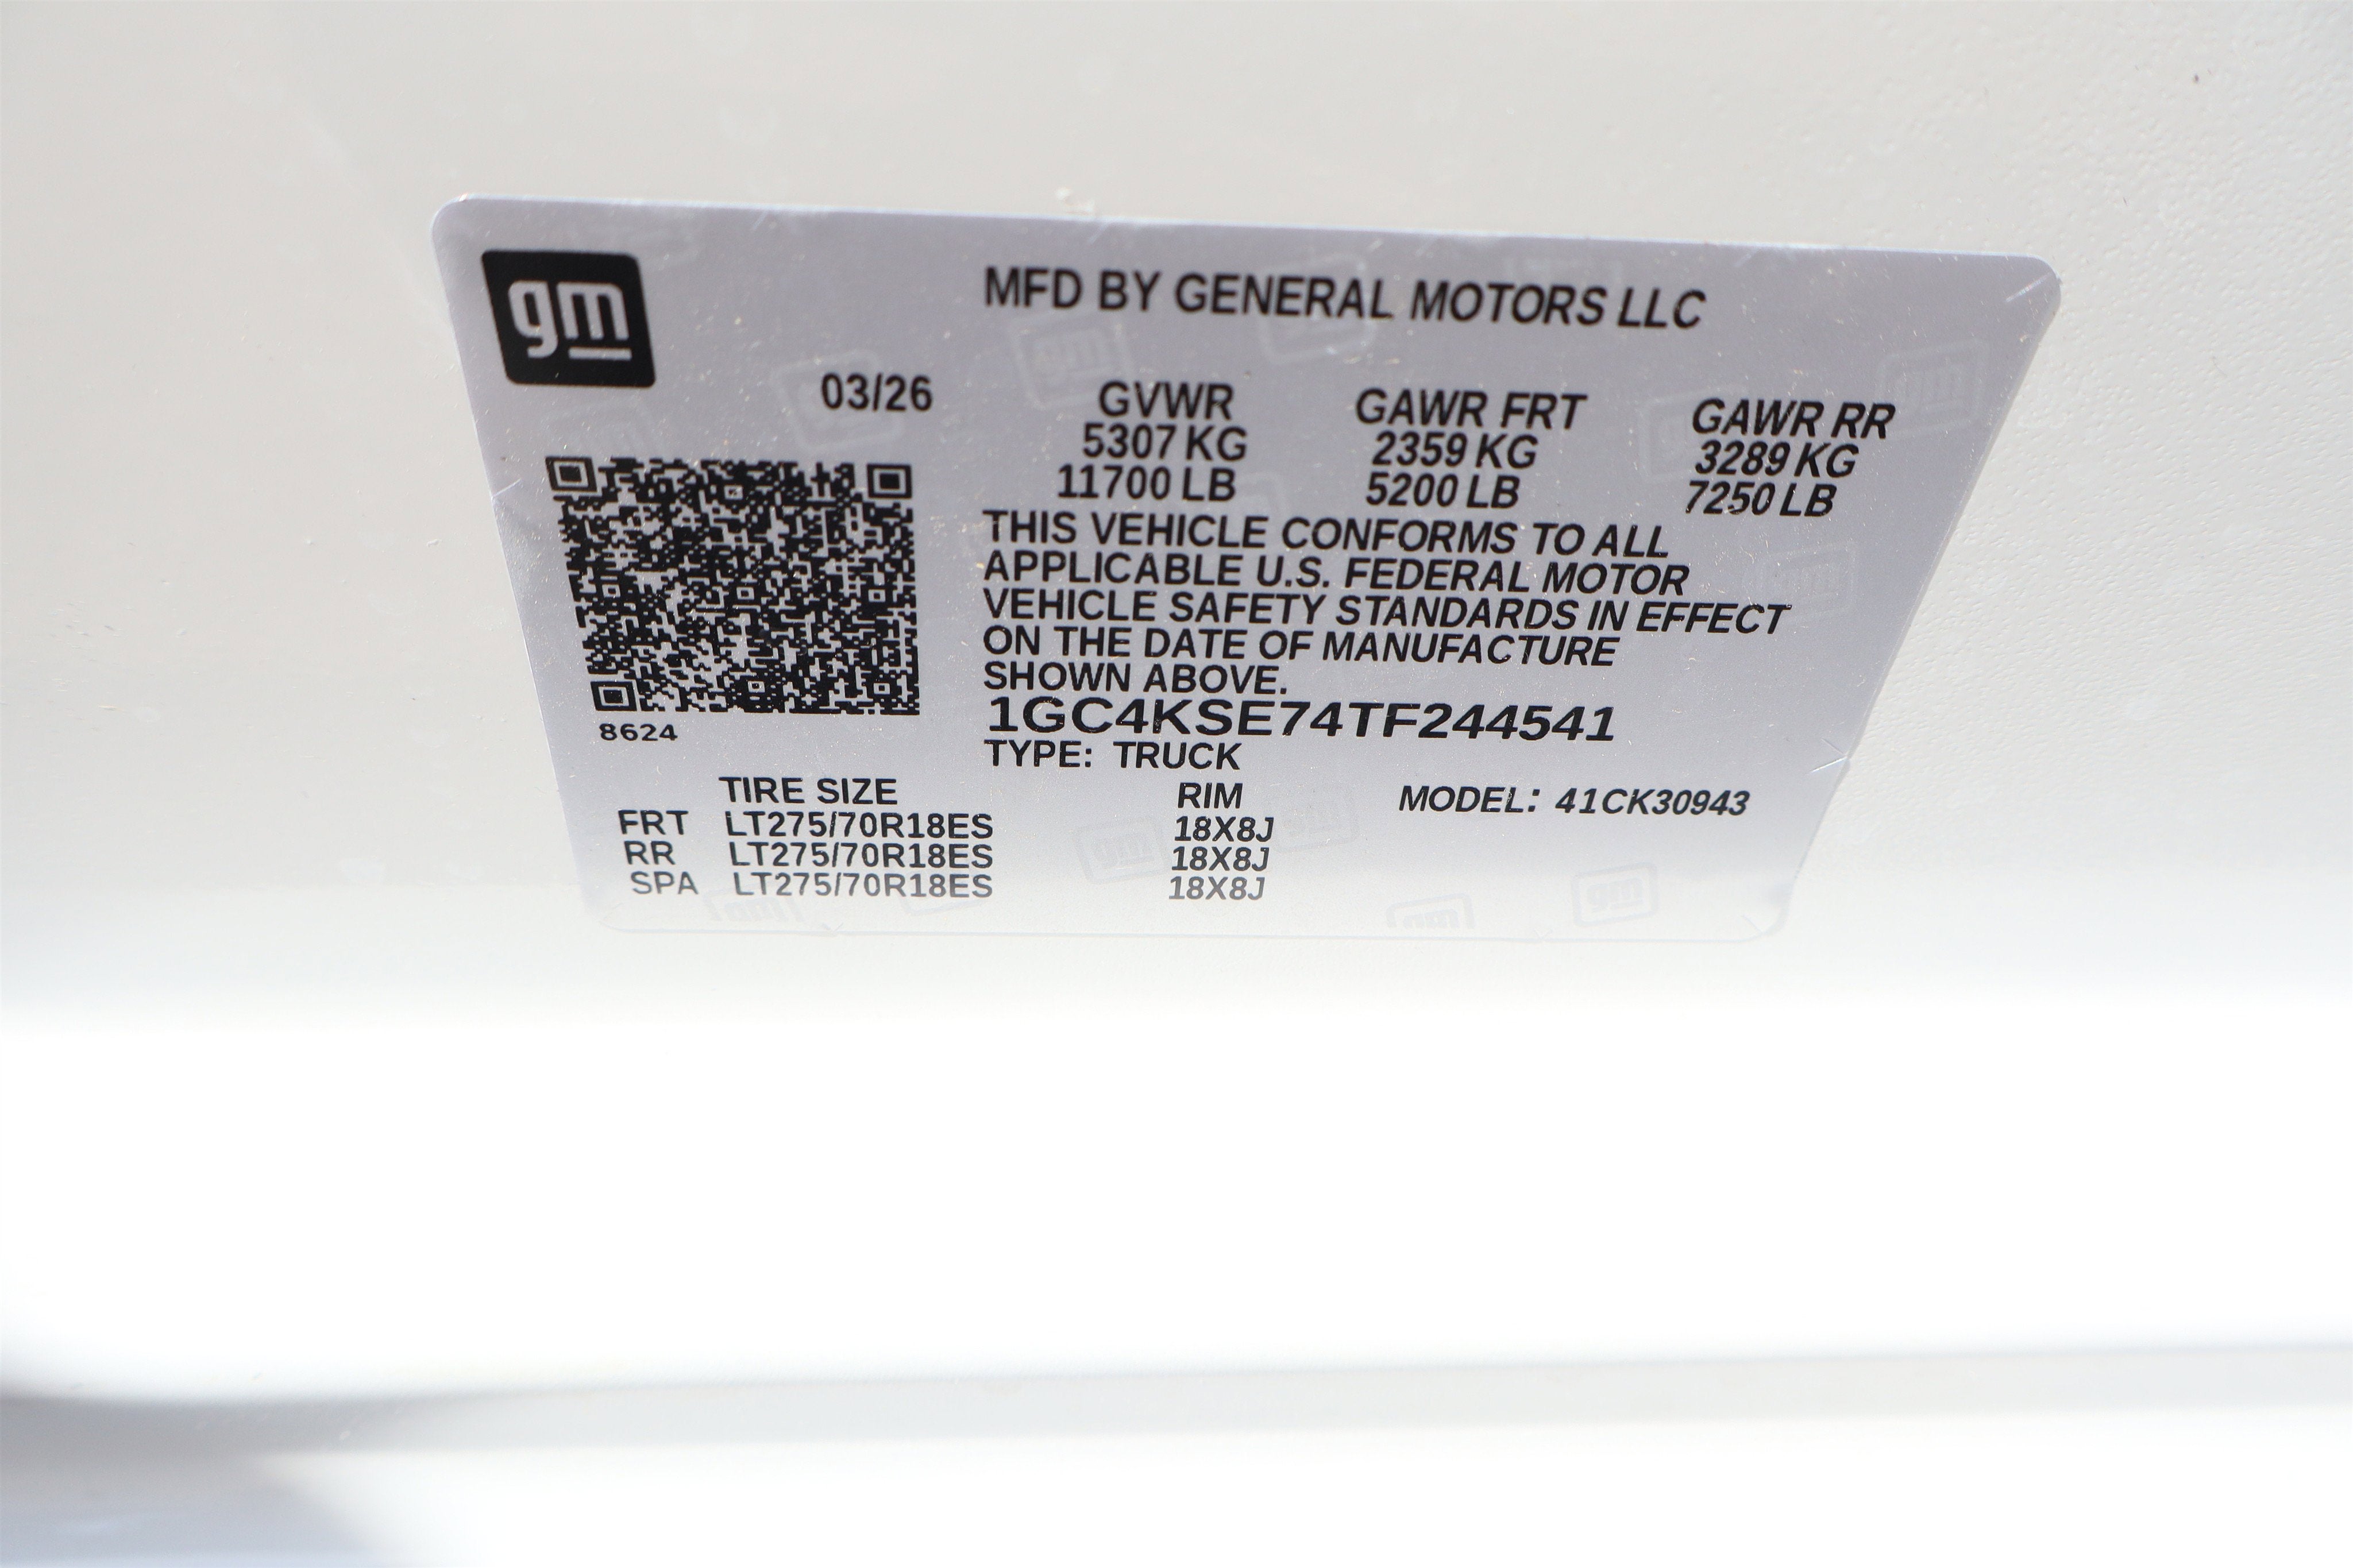 gm
MFD BY GENERAL MOTORS LLC
03/26
GVWR GAWR FRT GAWR RR
5307 KG 2359 KG 3289 KG
11700 LB 5200 LB 7250 LB
THIS VEHICLE CONFORMS TO ALL
APPLICABLE U.S. FEDERAL MOTOR
VEHICLE SAFETY STANDARDS IN EFFECT
ON THE DATE OF MANUFACTURE
SHOWN ABOVE.
1GC4KSE74TF244541
8624
TYPE: TRUCK
TIRE SIZE RIM MODEL: 41CK30943
FRT LT275/70R18ES 18X8J
RR LT275/70R18ES 18X8J
SPA LT275/70R18ES 18X8J